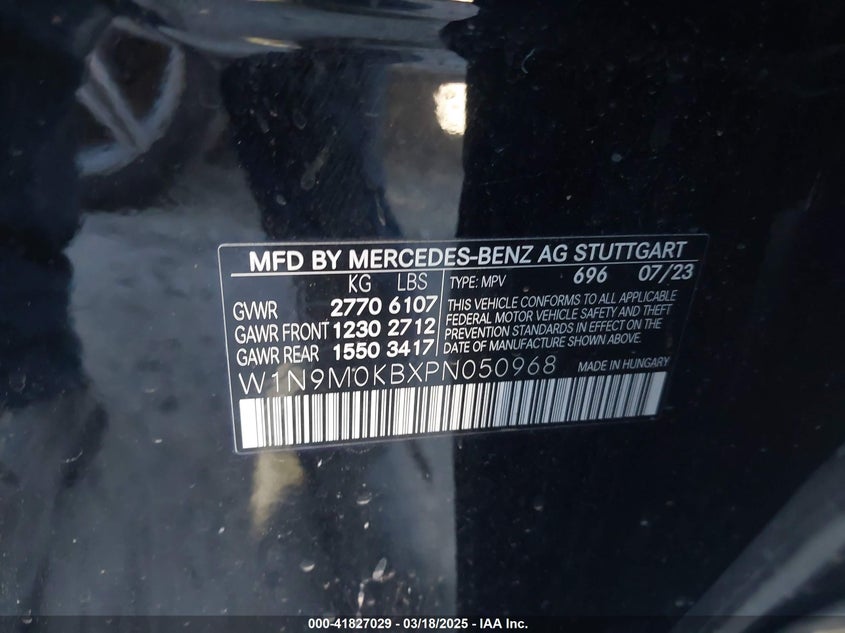 MFD BY MERCEDES-BENZ AG STUTTGART
KG LBS TYPE: MPV 696 07/23
GVWR 2770 6107
GAWR FRONT 1230 2712
GAWR REAR 1550 3417
THIS VEHICLE CONFORMS TO ALL APPLICABLE
FEDERAL MOTOR VEHICLE SAFETY AND THEFT
PREVENTION STANDARDS IN EFFECT ON THE
DATE OF MANUFACTURE SHOWN ABOVE.
W1N9M0KBXPN050968 MADE IN HUNGARY
000-41827029 — 03/18/2025 — IAA Inc.